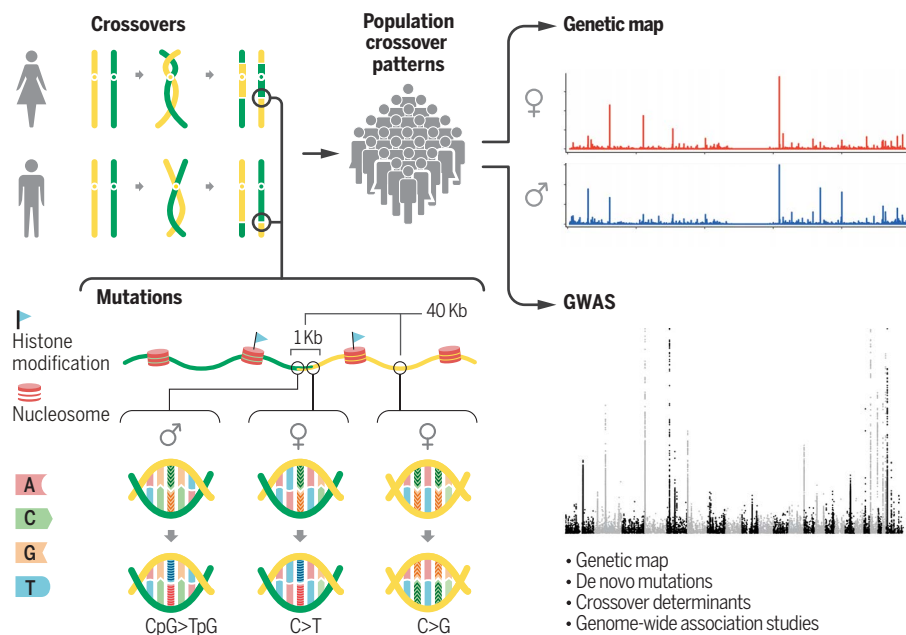 Crossovers
Population
crossover
patterns
Genetic map
♀
♂
GWAS
Mutations
40 Kb
1 Kb
Histone
modification
Nucleosome
♂
♀
♀
A
C
G
T
CpG>TpG
C>T
C>G
• Genetic map
• De novo mutations
• Crossover determinants
• Genome-wide association studies